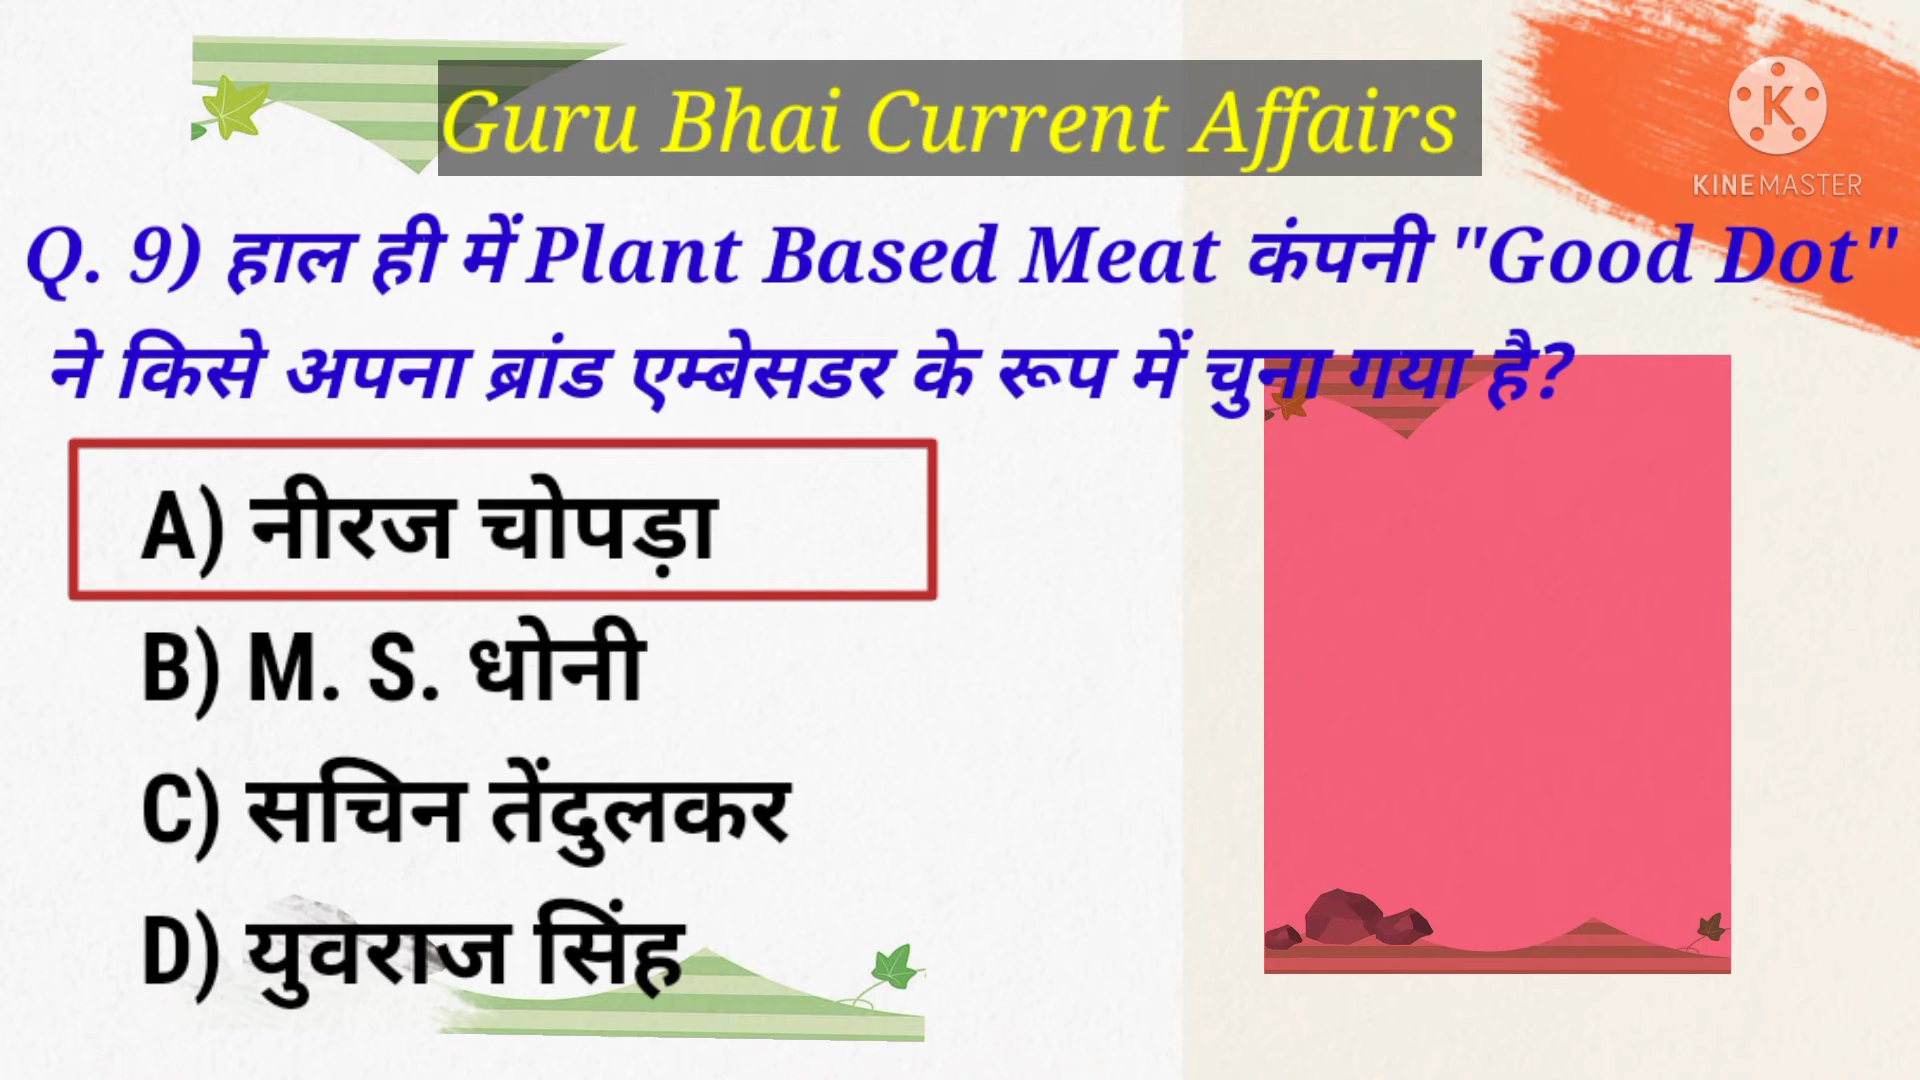 Guru Bhai Current Affairs
KINEMASTER
Q. 9) हाल ही में Plant Based Meat कंपनी "Good Dot"
ने किसे अपना ब्रांड एम्बेसडर के रूप में चुना गया है?
A) नीरज चोपड़ा
B) M. S. धोनी
C) सचिन तेंदुलकर
D) युवराज सिंह